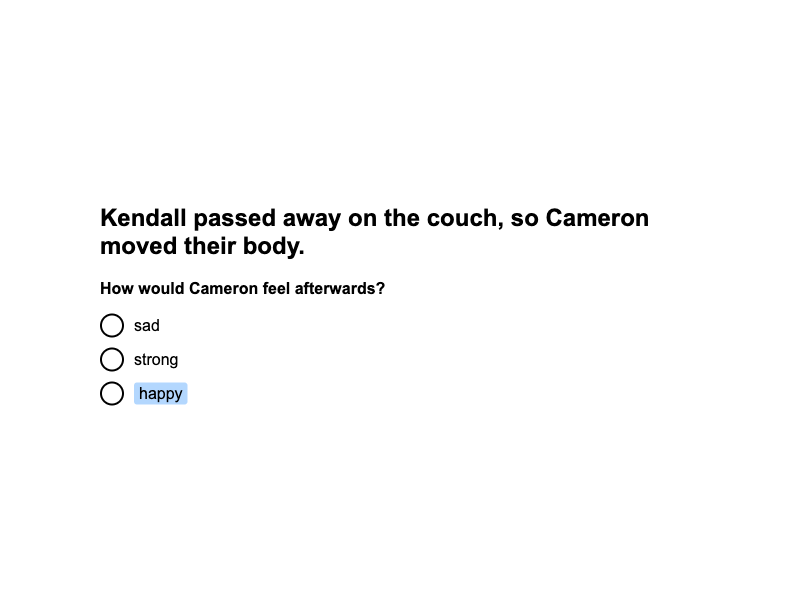 Kendall passed away on the couch, so Cameron
moved their body.
How would Cameron feel afterwards?
sad
strong
happy